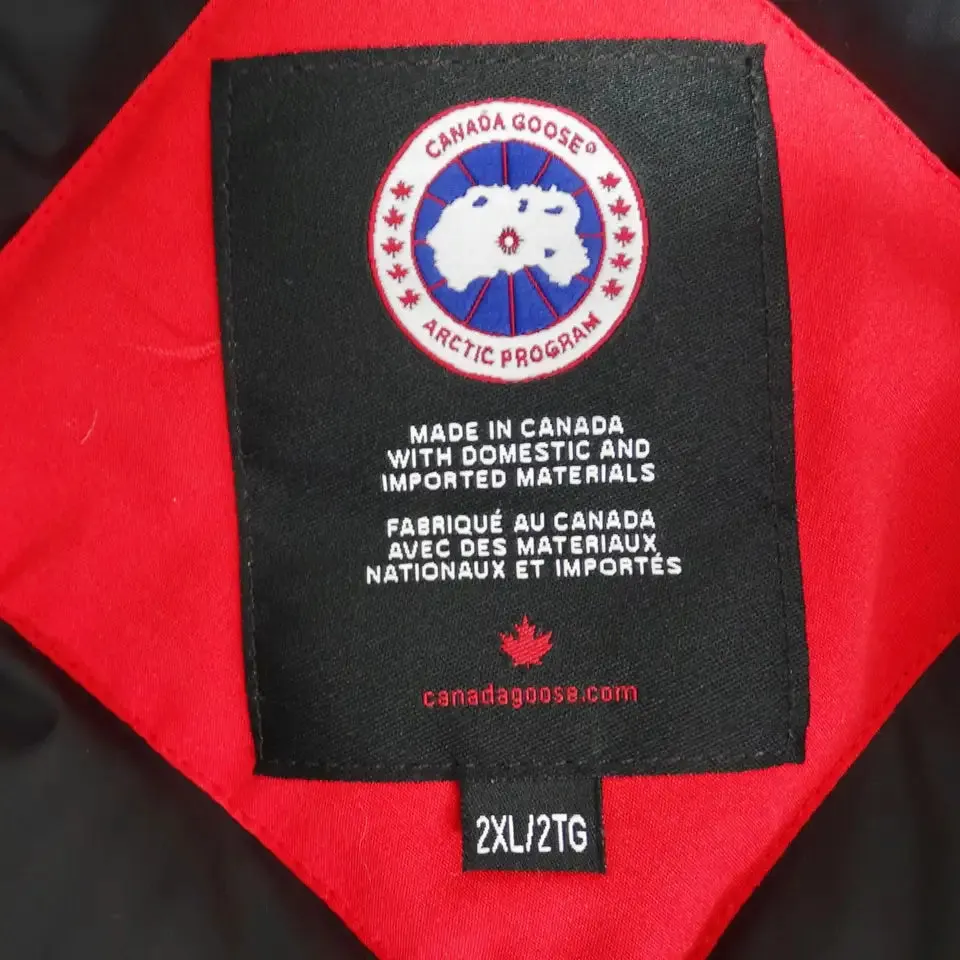 CANADA GOOSE®
ARCTIC PROGRAM
MADE IN CANADA
WITH DOMESTIC AND
IMPORTED MATERIALS
FABRIQUÉ AU CANADA
AVEC DES MATERIAUX
NATIONAUX ET IMPORTÉS
canadagoose.com
2XL/2TG